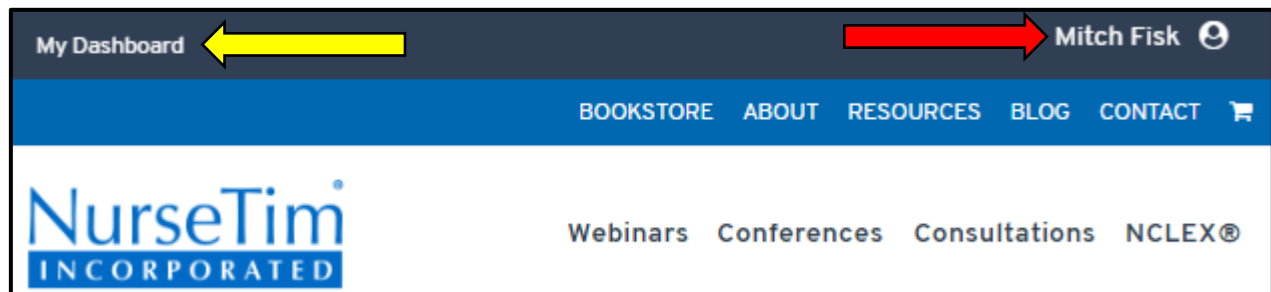 My Dashboard Mitch Fisk
BOOKSTORE ABOUT RESOURCES BLOG CONTACT
NurseTim®
INCORPORATED
Webinars Conferences Consultations NCLEX®